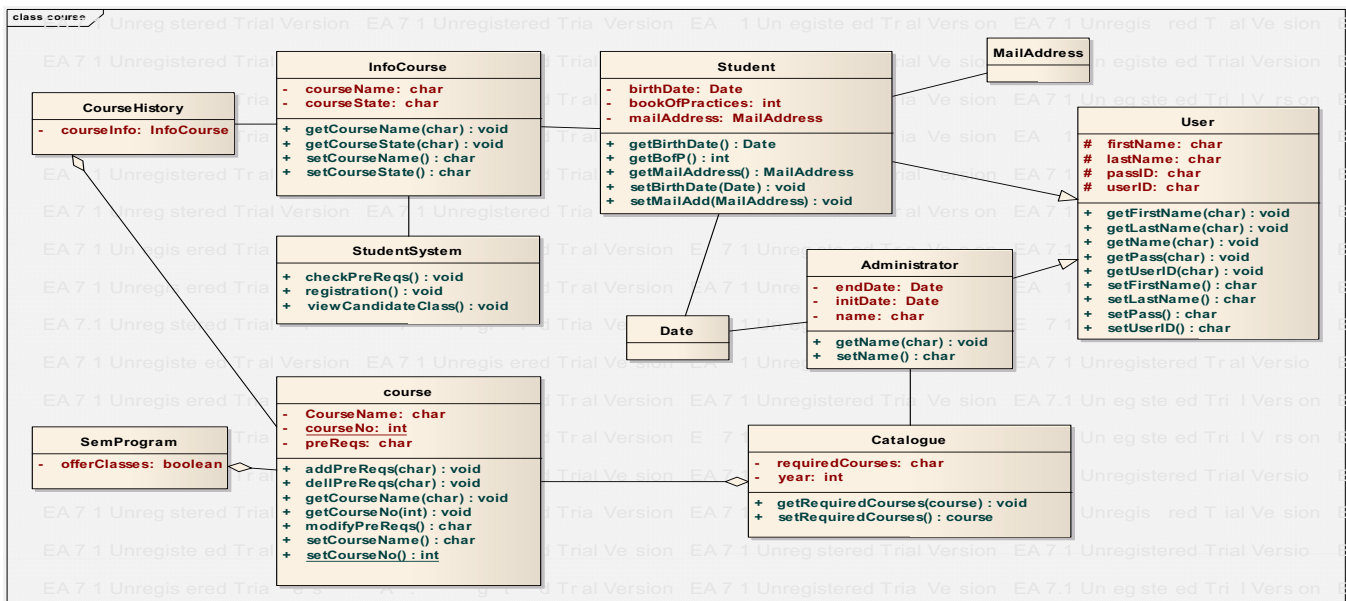 class course
CourseHistory
- courseInfo: InfoCourse
InfoCourse
- courseName: char
- courseState: char
+ getCourseName(char) : void
+ getCourseState(char) : void
+ setCourseName() : char
+ setCourseState() : char
Student
- birthDate: Date
- bookOfPractices: int
- mailAddress: MailAddress
+ getBirthDate() : Date
+ getBofP() : int
+ getMailAddress() : MailAddress
+ setBirthDate(Date) : void
+ setMailAdd(MailAddress) : void
MailAddress
User
# firstName: char
# lastName: char
# passID: char
# userID: char
+ getFirstName(char) : void
+ getLastName(char) : void
+ getName(char) : void
+ getPass(char) : void
+ getUserID(char) : void
+ setFirstName() : char
+ setLastName() : char
+ setPass() : char
+ setUserID() : char
StudentSystem
+ checkPreReqs() : void
+ registration() : void
+ viewCandidateClass() : void
Administrator
- endDate: Date
- initDate: Date
- name: char
+ getName(char) : void
+ setName() : char
Date
course
- CourseName: char
- courseNo: int
- preReqs: char
+ addPreReqs(char) : void
+ dellPreReqs(char) : void
+ getCourseName(char) : void
+ getCourseNo(int) : void
+ modifyPreReqs() : char
+ setCourseName() : char
+ setCourseNo() : int
SemProgram
- offerClasses: boolean
Catalogue
- requiredCourses: char
- year: int
+ getRequiredCourses(course) : void
+ setRequiredCourses() : course